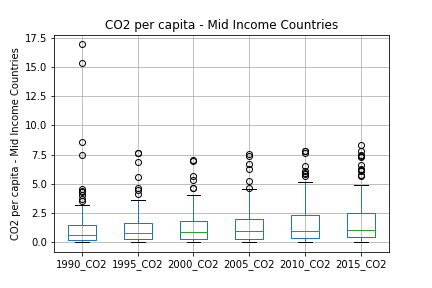 CO2 per capita - Mid Income Countries
CO2 per capita - Mid Income Countries
17.5
15.0
12.5
10.0
7.5
5.0
2.5
0.0
1990_CO2 1995_CO2 2000_CO2 2005_CO2 2010_CO2 2015_CO2